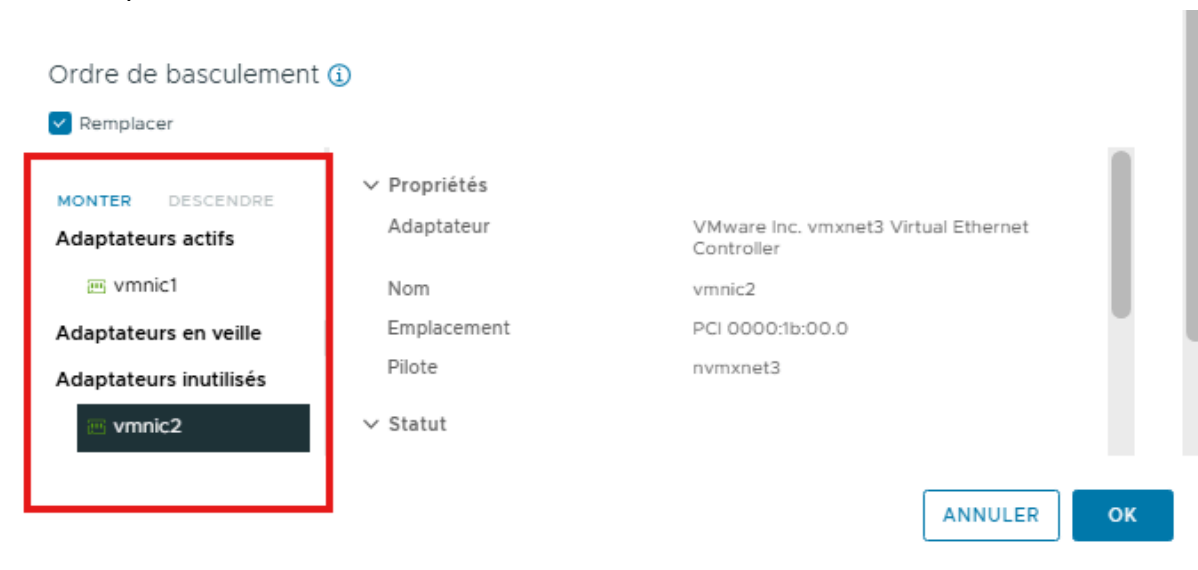 Ordre de basculement
Remplacer
MONTER DESCENDRE
Adaptateurs actifs
vmnic1
Adaptateurs en veille
Adaptateurs inutilisés
vmnic2
Propriétés
Adaptateur VMware Inc. vmxnet3 Virtual Ethernet
Controller
Nom vmnic2
Emplacement PCI 0000:1b:00.0
Pilote nvmxnet3
Statut
ANNULER OK